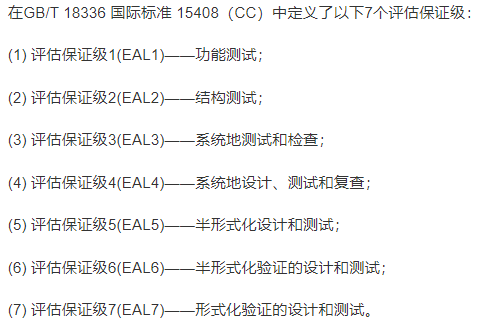 在GB/T 18336 国际标准 15408（CC）中定义了以下7个评估保证级：
(1) 评估保证级1(EAL1)——功能测试；
(2) 评估保证级2(EAL2)——结构测试；
(3) 评估保证级3(EAL3)——系统地测试和检查；
(4) 评估保证级4(EAL4)——系统地设计、测试和复查；
(5) 评估保证级5(EAL5)——半形式化设计和测试；
(6) 评估保证级6(EAL6)——半形式化验证的设计和测试；
(7) 评估保证级7(EAL7)——形式化验证的设计和测试。